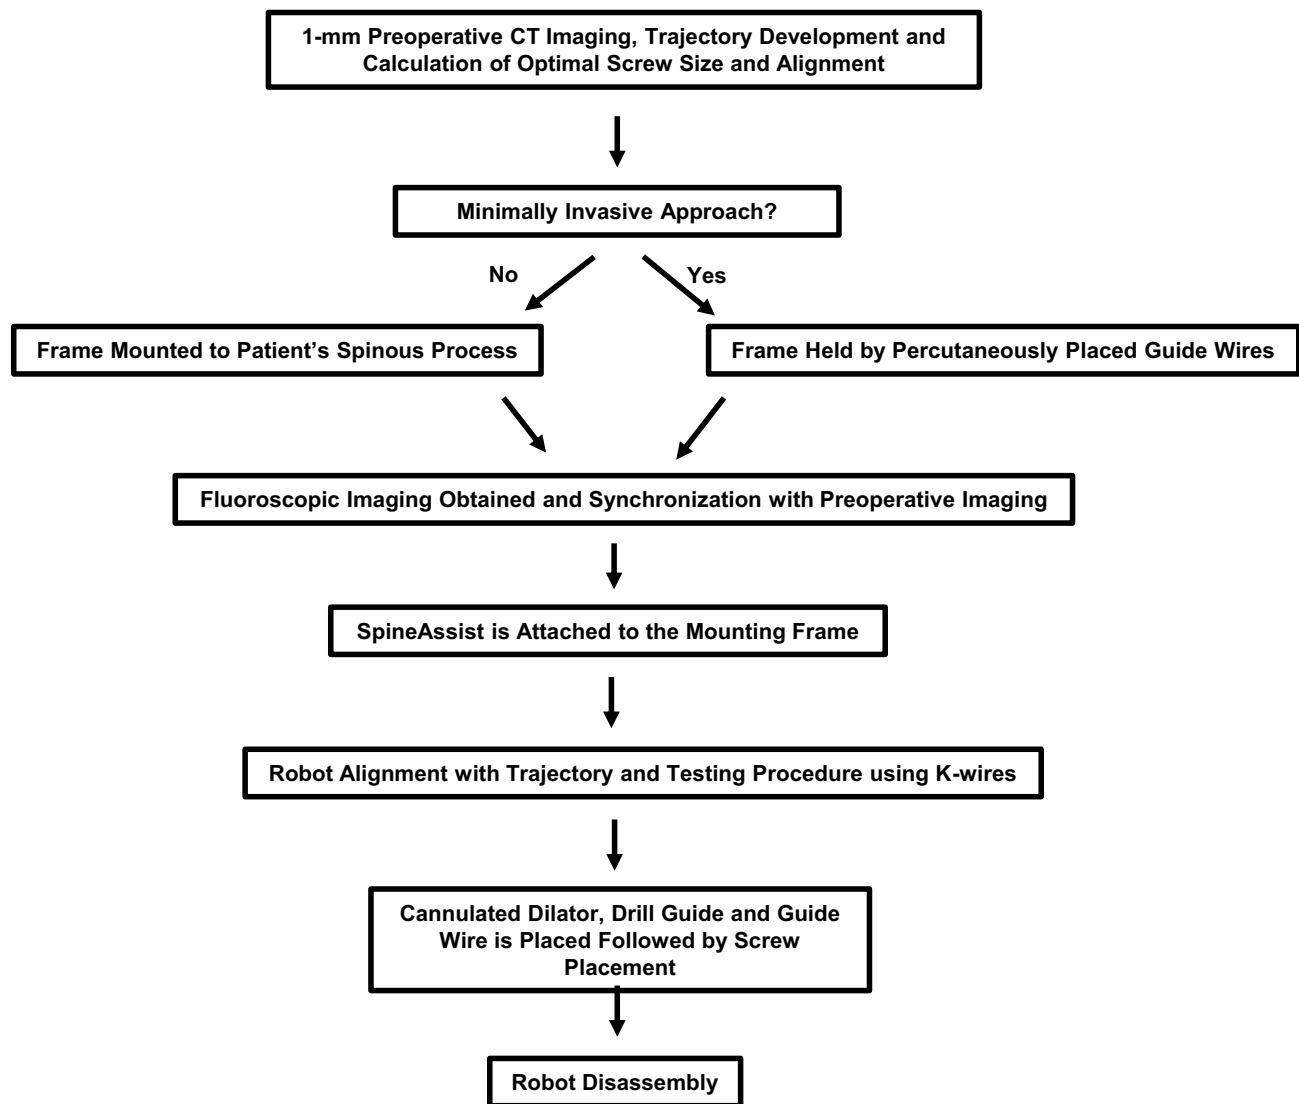 1-mm Preoperative CT Imaging, Trajectory Development and
Calculation of Optimal Screw Size and Alignment
Minimally Invasive Approach?
No
Yes
Frame Mounted to Patient's Spinous Process
Frame Held by Percutaneously Placed Guide Wires
Fluoroscopic Imaging Obtained and Synchronization with Preoperative Imaging
SpineAssist is Attached to the Mounting Frame
Robot Alignment with Trajectory and Testing Procedure using K-wires
Cannulated Dilator, Drill Guide and Guide
Wire is Placed Followed by Screw
Placement
Robot Disassembly